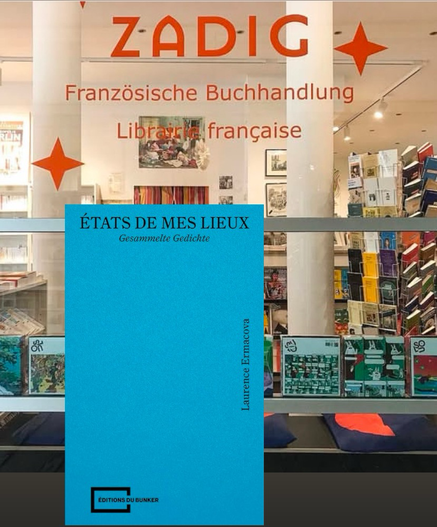 ZADIG
Französische Buchhandlung
Librairie française
ÉTATS DE MES LIEUX
Gesammelte Gedichte
Laurence Ermacova
ÉDITIONS DU BUNKER